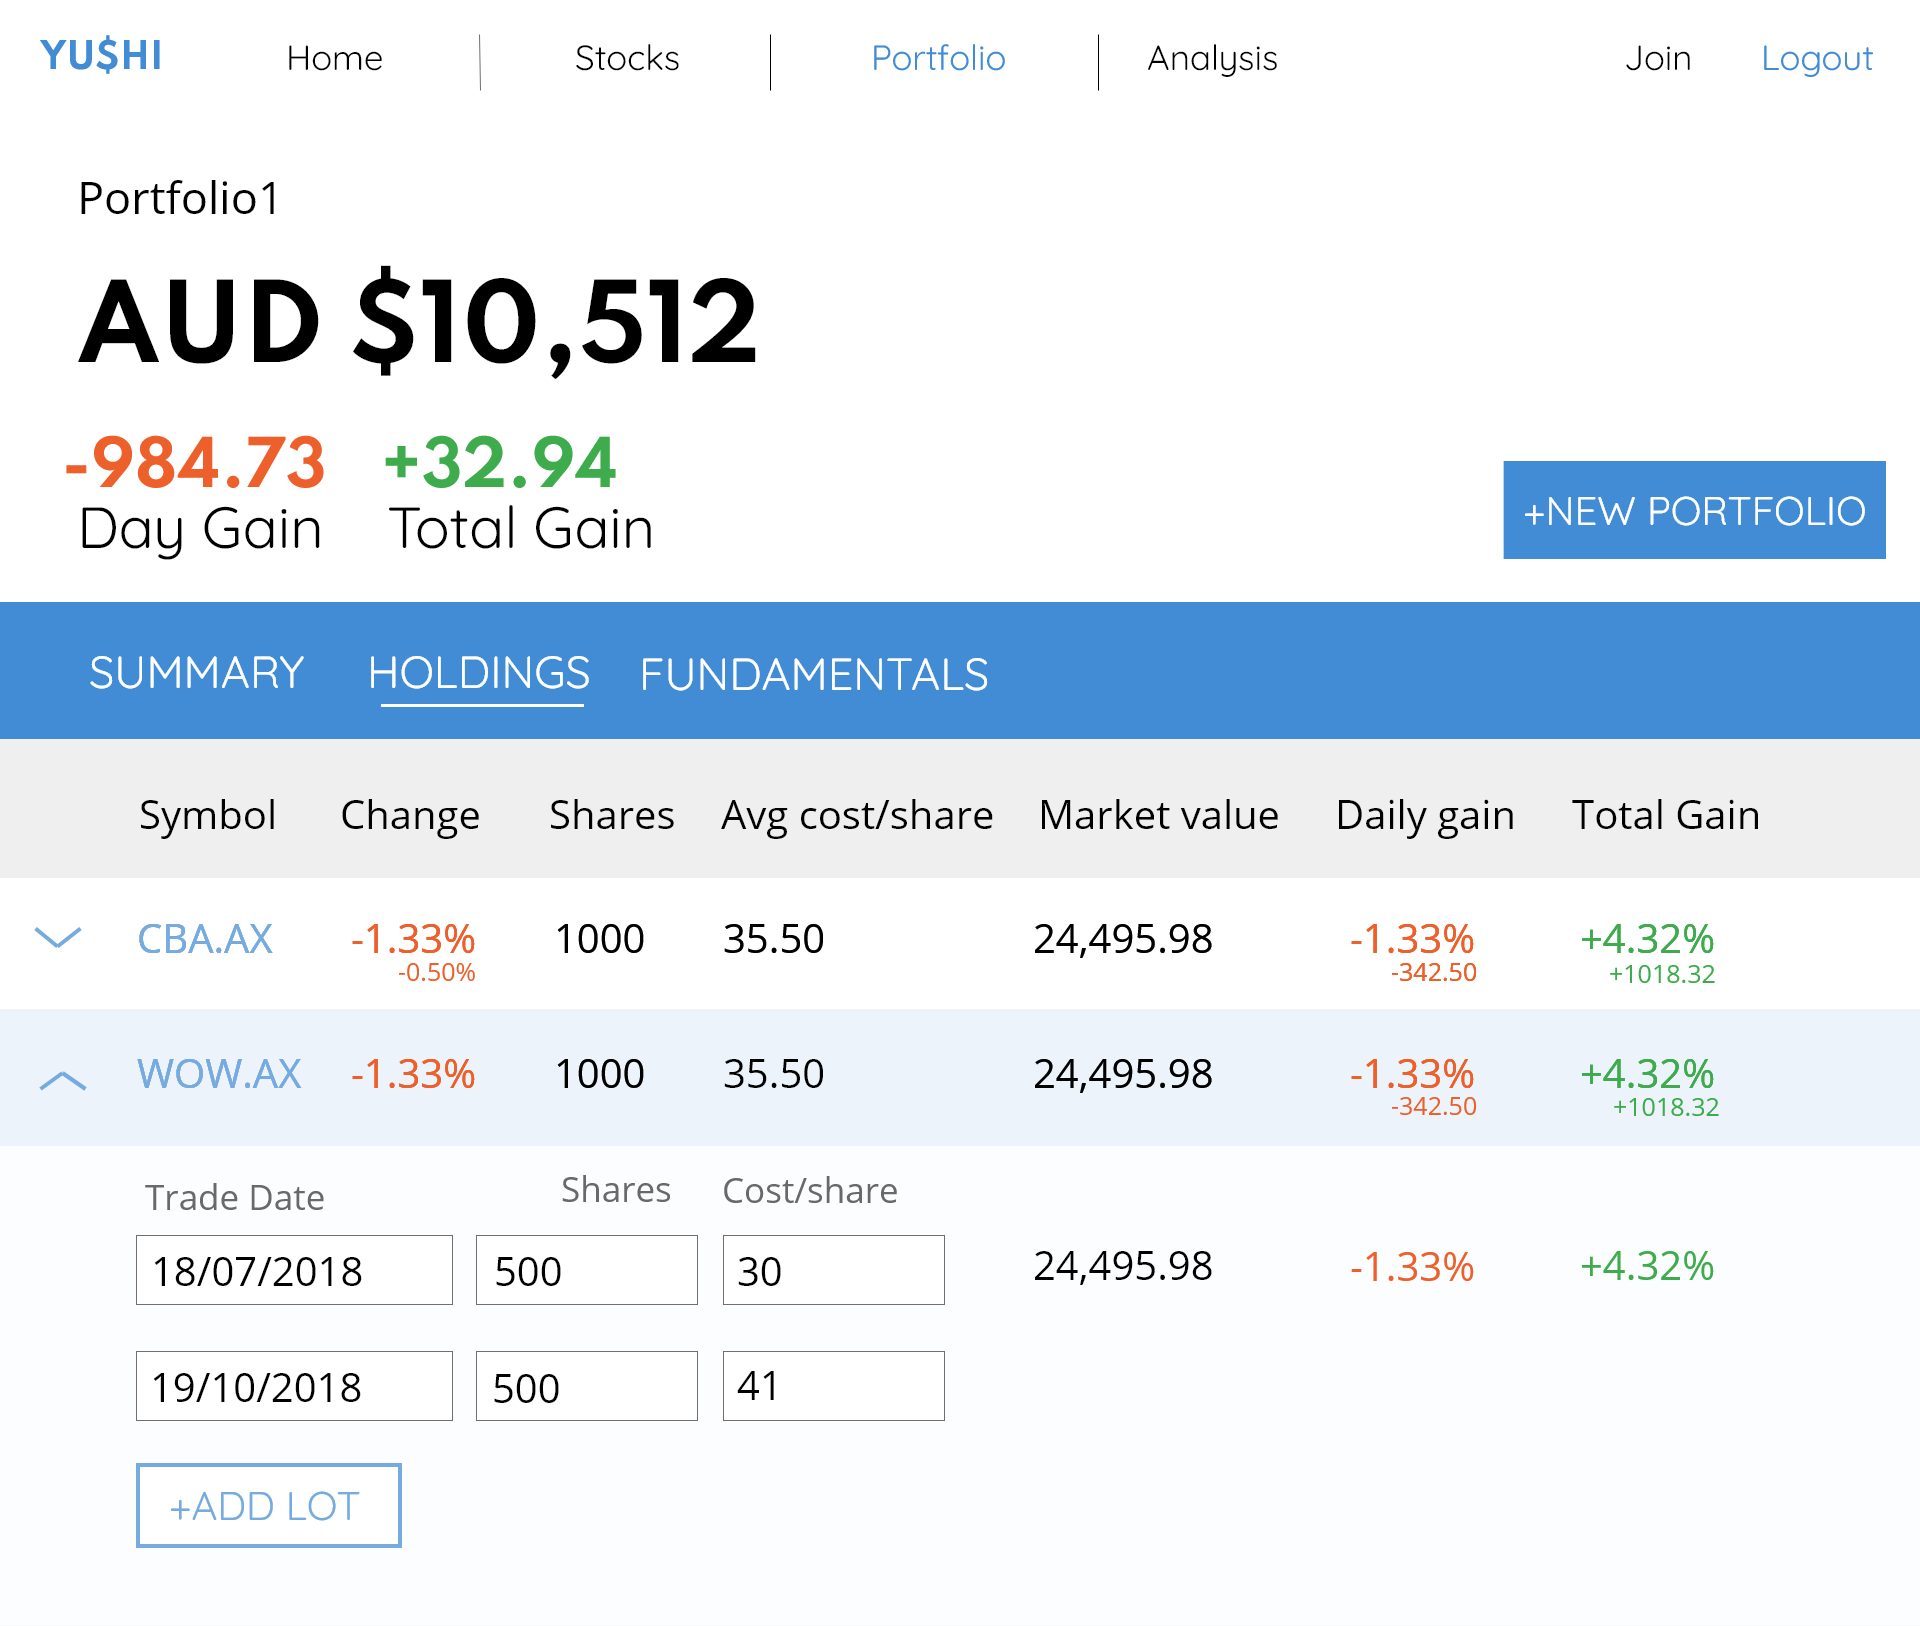 YU$HI Home Stocks Portfolio Analysis Join Logout
Portfolio1
AUD $10,512
-984.73 +32.94
Day Gain Total Gain
+NEW PORTFOLIO
SUMMARY HOLDINGS FUNDAMENTALS
Symbol Change Shares Avg cost/share Market value Daily gain Total Gain
CBA.AX -1.33% 1000 35.50 24,495.98 -1.33% +4.32%
-0.50% -342.50 +1018.32
WOW.AX -1.33% 1000 35.50 24,495.98 -1.33% +4.32%
-342.50 +1018.32
Trade Date Shares Cost/share
18/07/2018 500 30 24,495.98 -1.33% +4.32%
19/10/2018 500 41
+ADD LOT